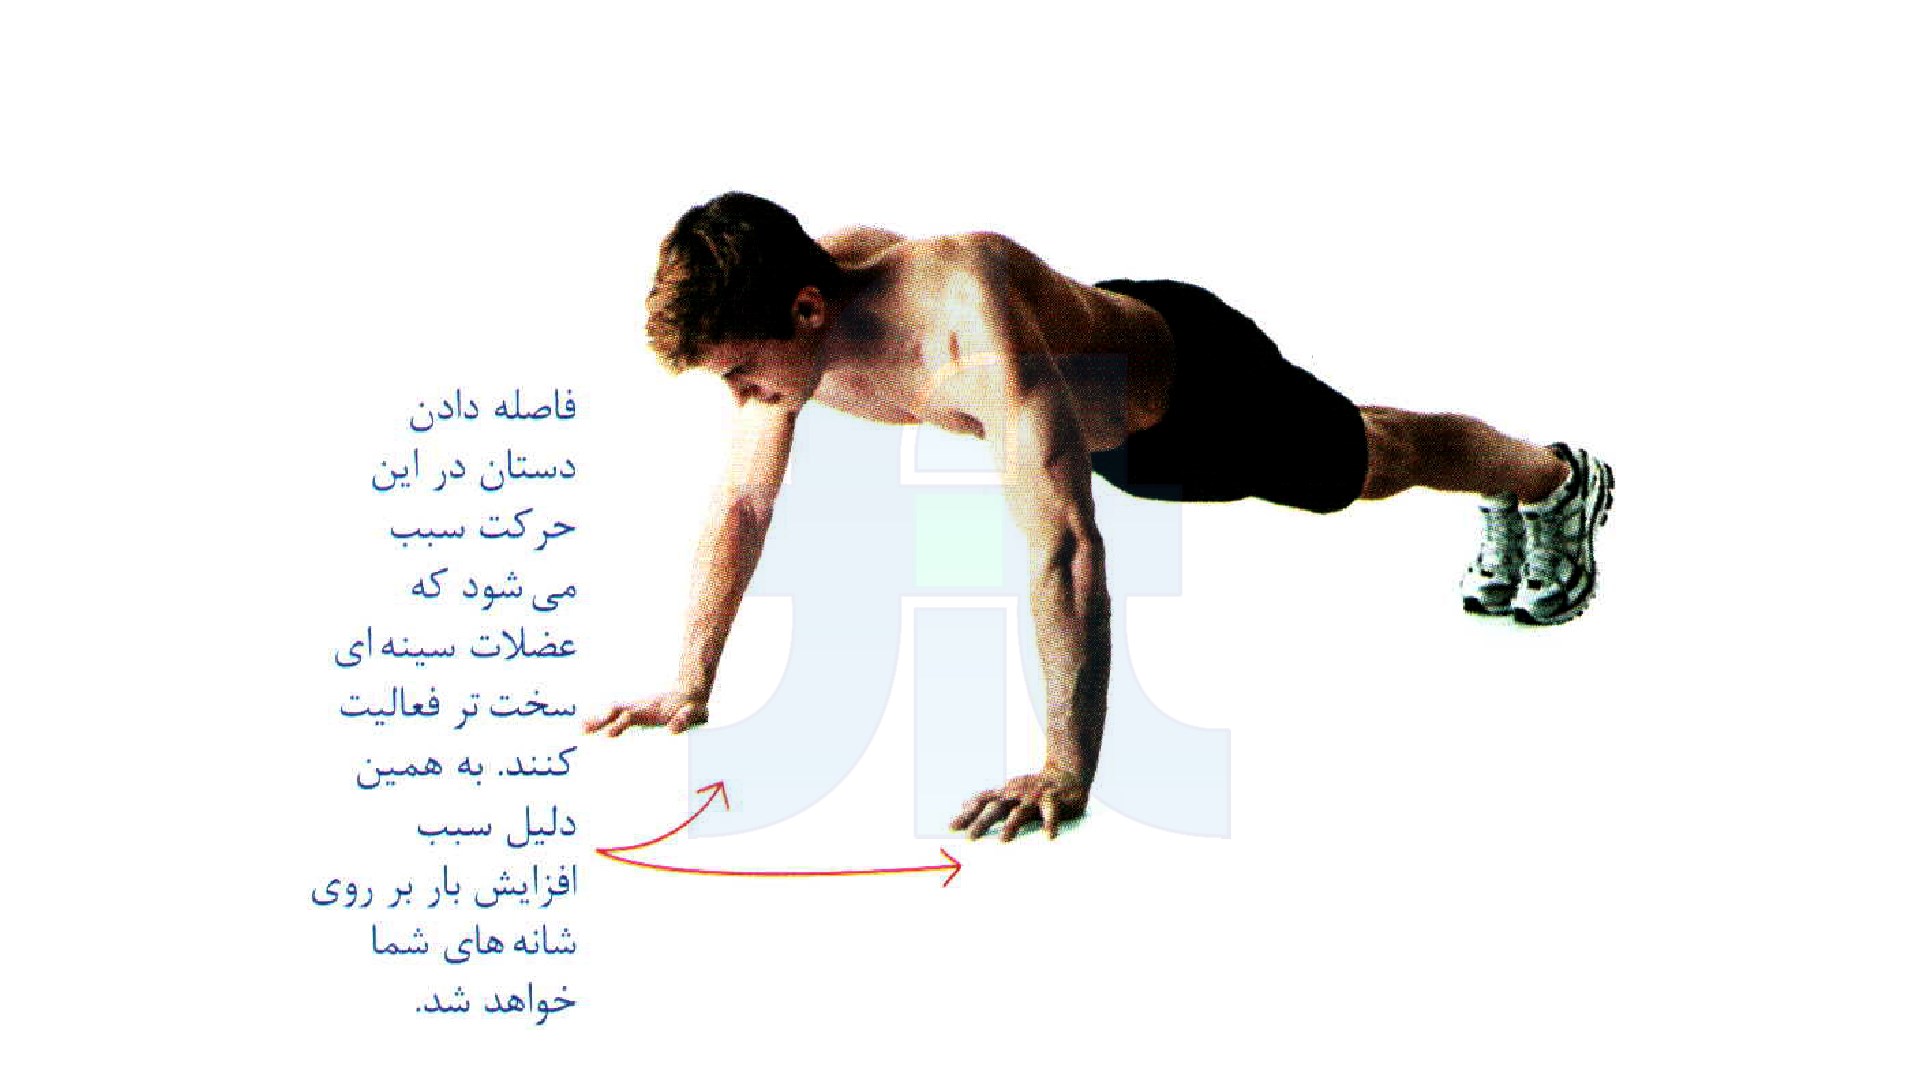 فاصله دادن
دستان در این
حرکت سبب
می شود که
عضلات سینه ای
سخت تر فعالیت
کنند. به همین
دلیل سبب
افزایش بار بر روی
شانه های شما
خواهد شد.
fit